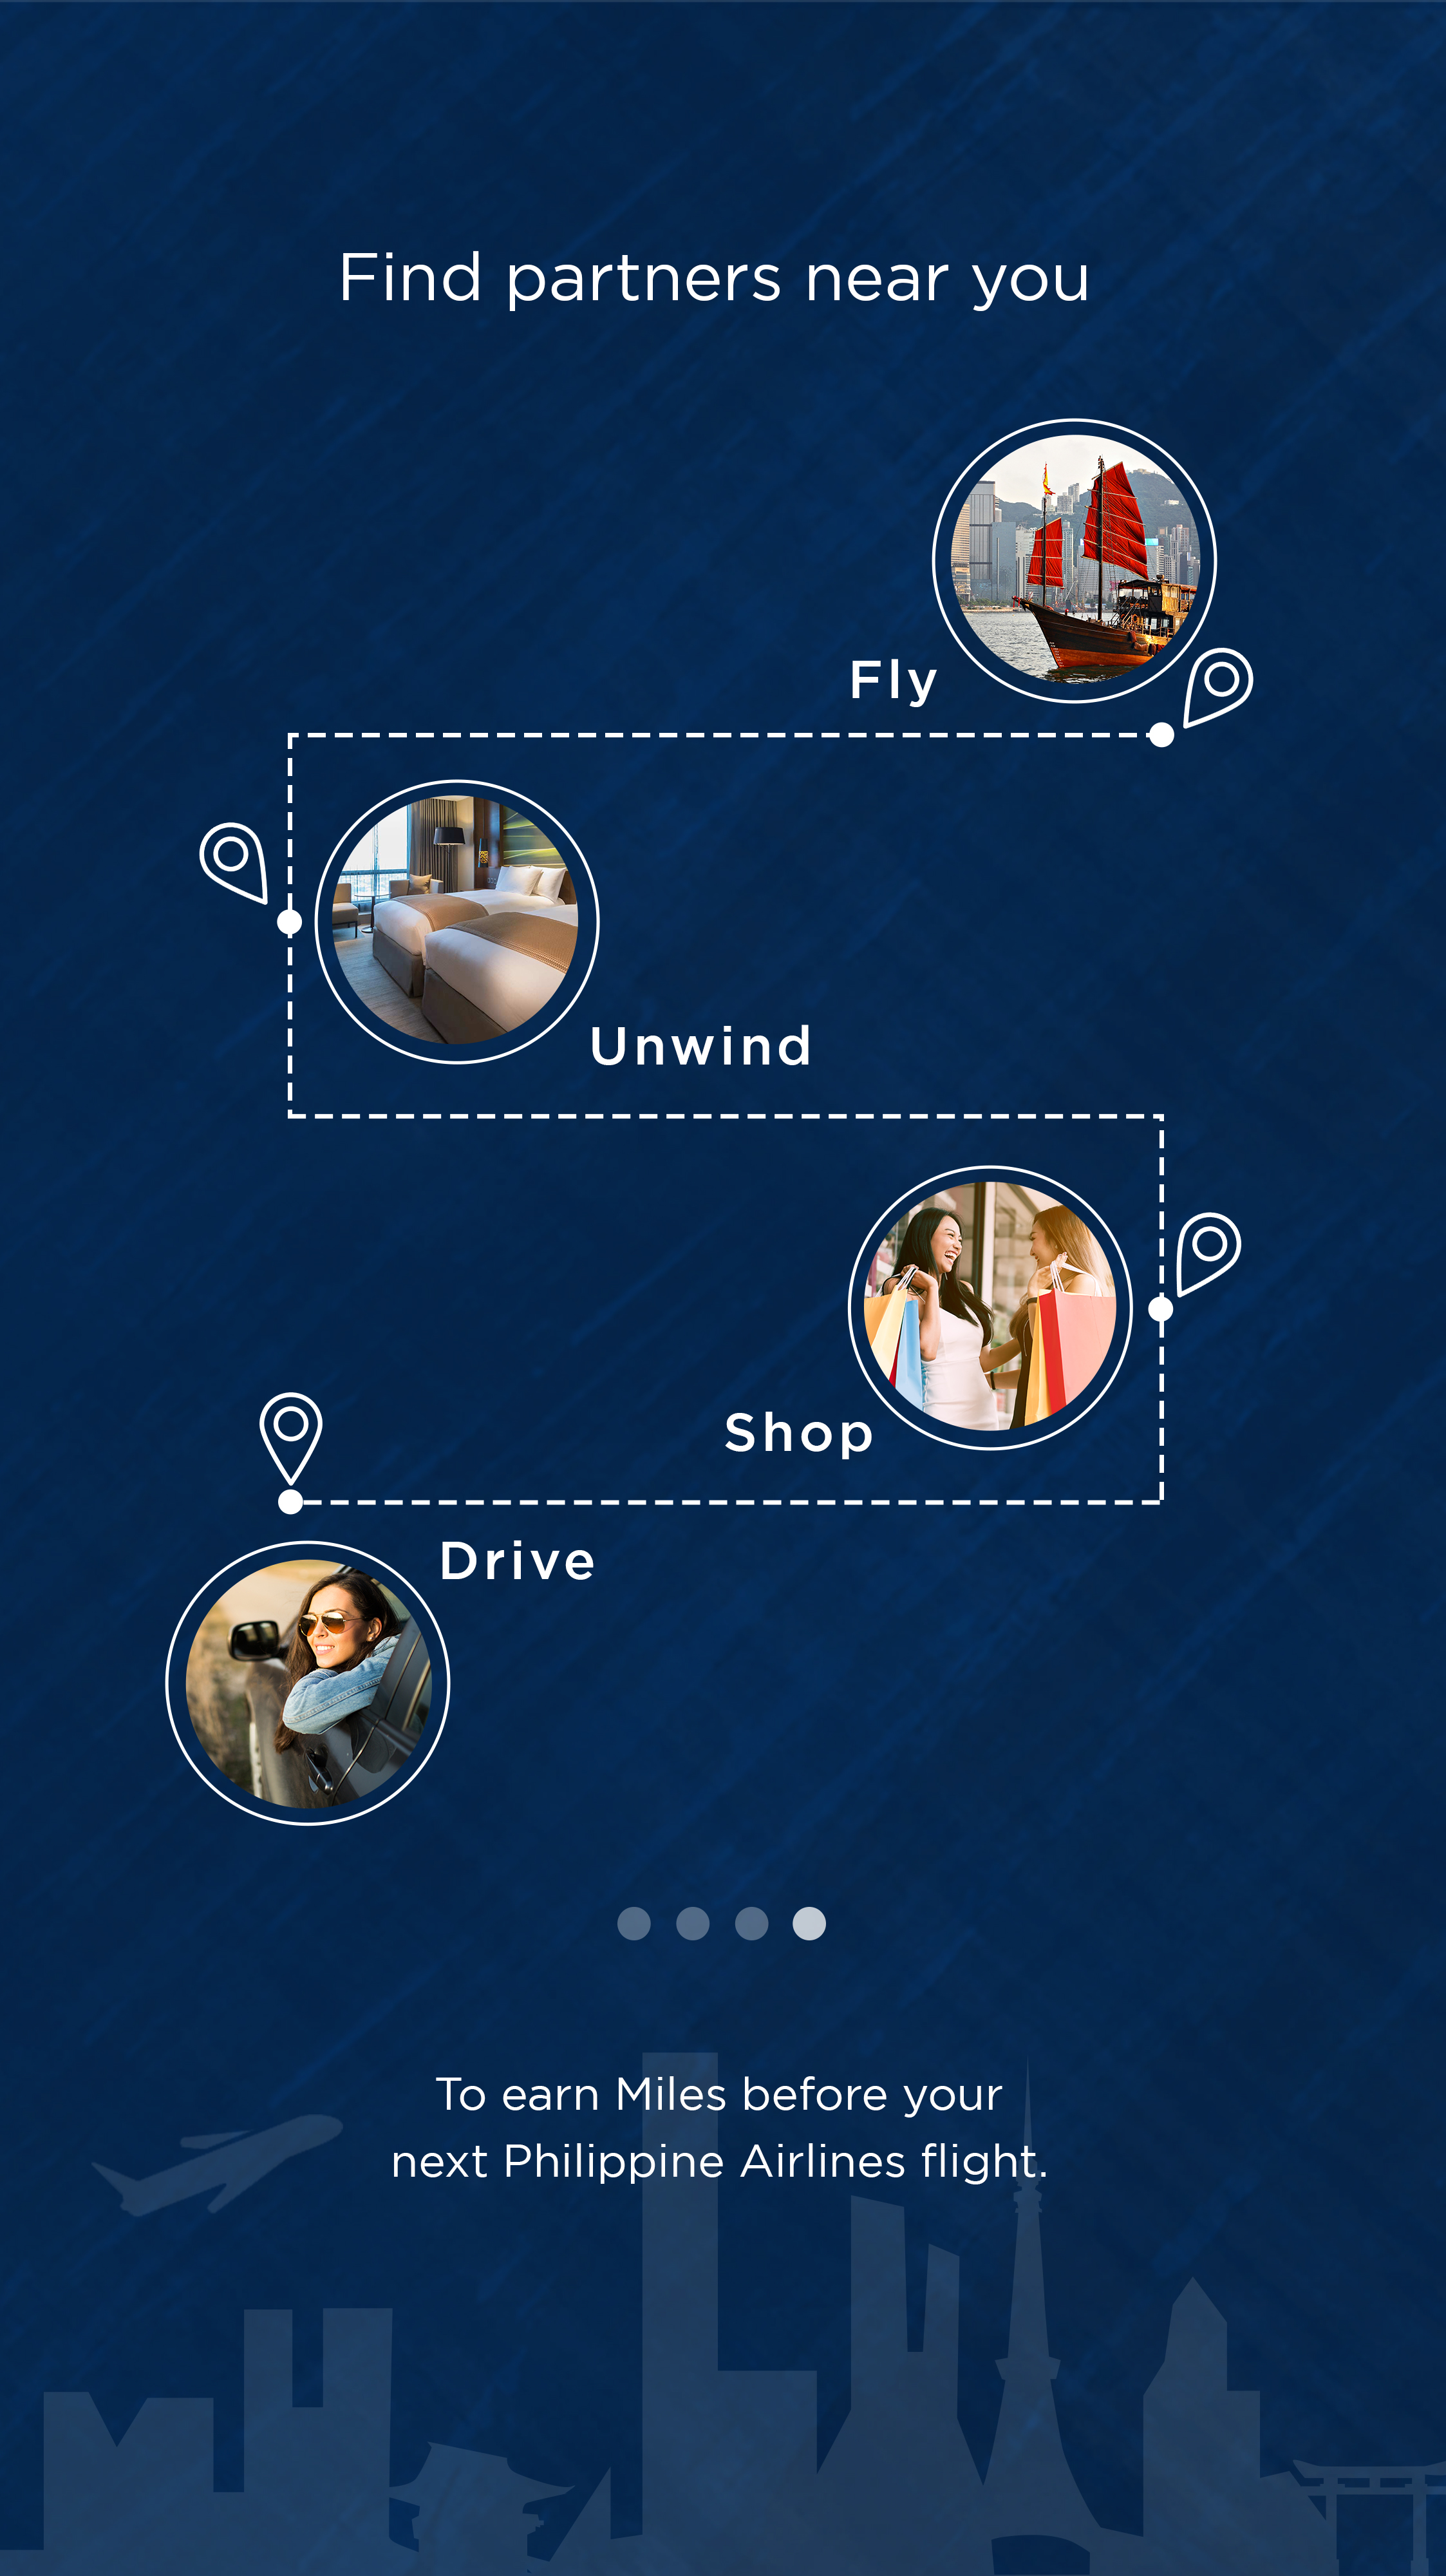 Find partners near you
Fly
Unwind
Shop
Drive
To earn Miles before your
next Philippine Airlines flight.